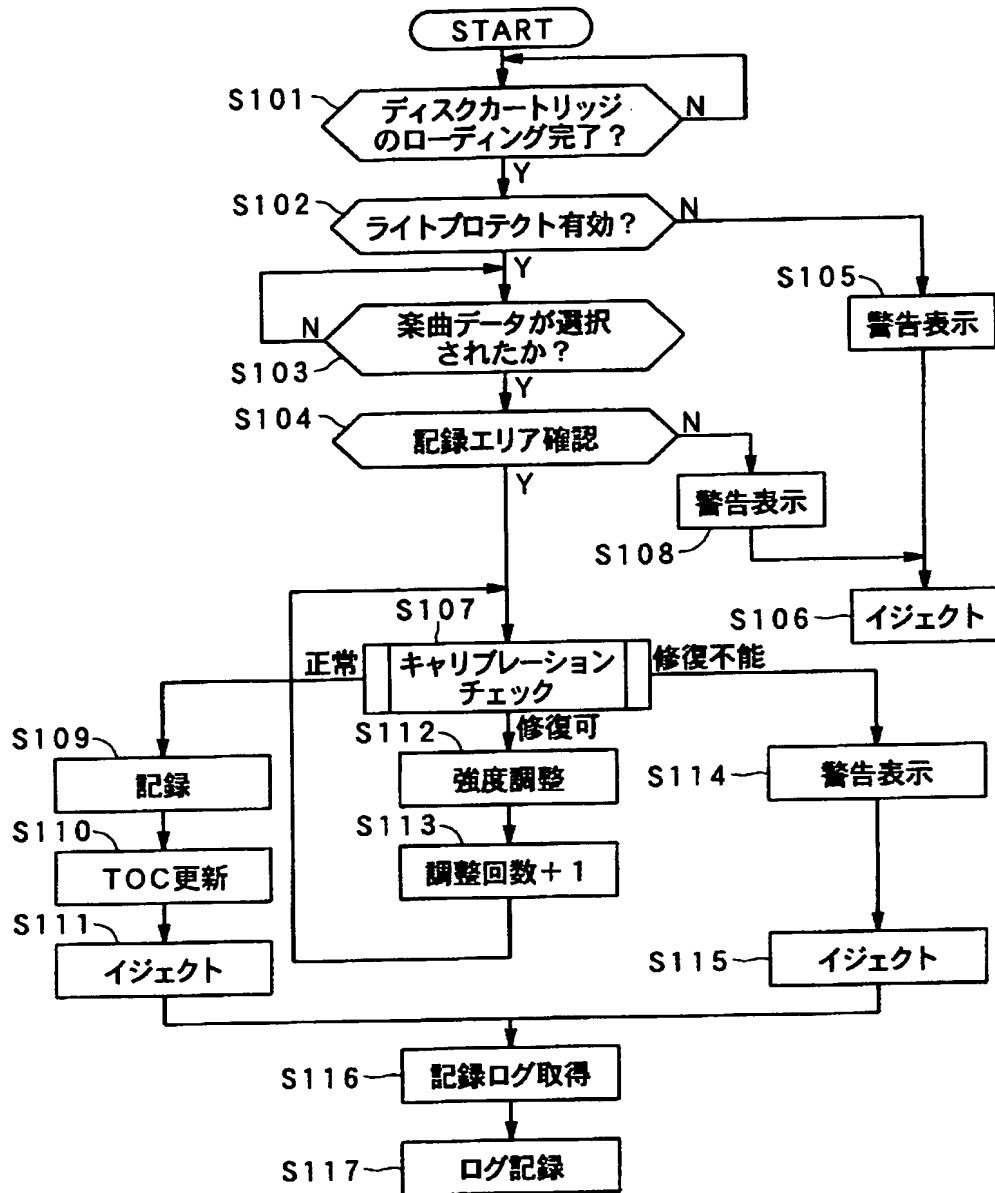 START
S101
ディスクカートリッジ
のローディング完了？
N
Y
S102
ライトプロテクト有効？
N
Y
S105
警告表示
楽曲データが選択
されたか？
N
S103
Y
S104
記録エリア確認
N
Y
警告表示
S108
S106
イジェクト
S107
正常
キャリブレーション
チェック
修復不能
修復可
S109
記録
S112
強度調整
S114
警告表示
S110
TOC更新
S113
調整回数＋1
S111
イジェクト
S115
イジェクト
S116
記録ログ取得
S117
ログ記録